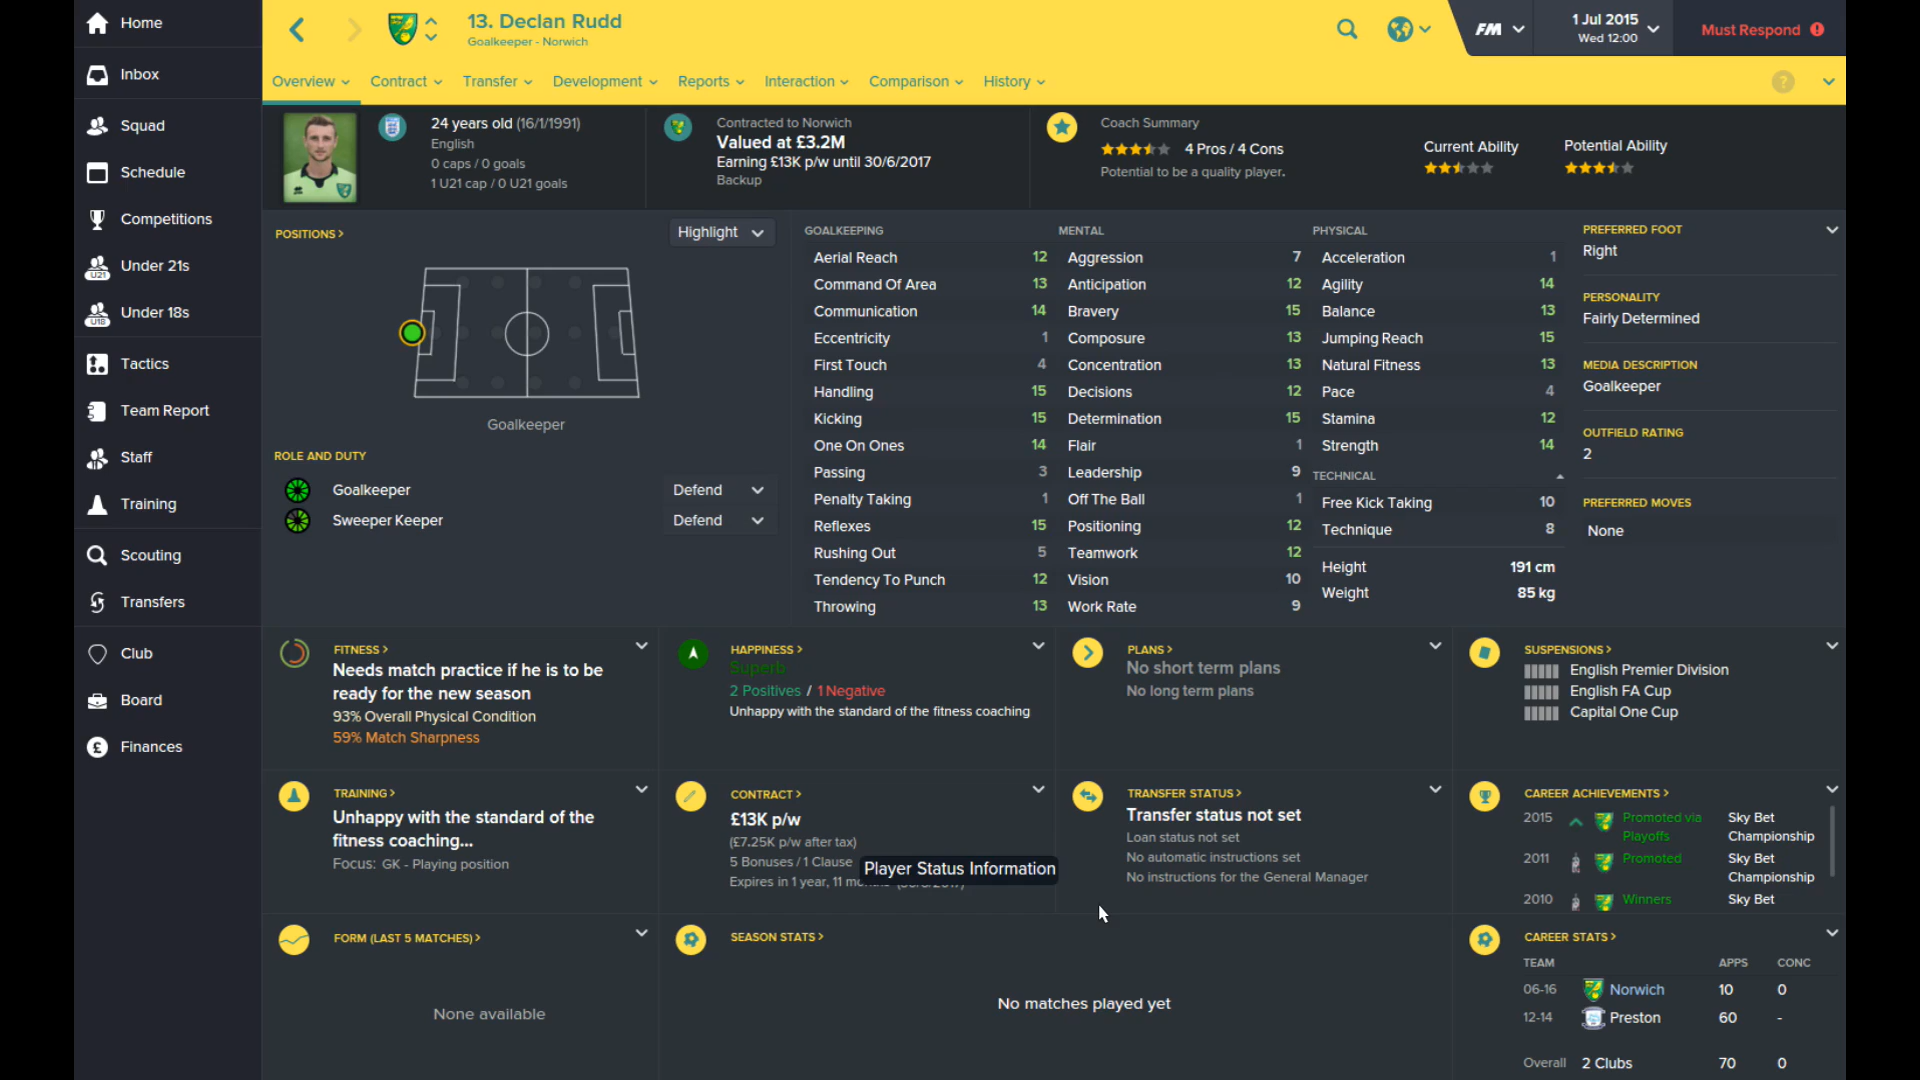 Home
Inbox
Squad
Schedule
Competitions
U21
Under 21s
U18
Under 18s
Tactics
Team Report
Staff
Training
Scouting
Transfers
Club
Board
Finances
13. Declan Rudd
Goalkeeper - Norwich
FM
1 Jul 2015
Wed 12:00
Must Respond
Overview Contract Transfer Development Reports Interaction Comparison History
?
24 years old (16/1/1991)
English
0 caps / 0 goals
1 U21 cap / 0 U21 goals
Contracted to Norwich
Valued at £3.2M
Earning £13K p/w until 30/6/2017
Backup
Coach Summary
4 Pros / 4 Cons
Potential to be a quality player.
Current Ability
Potential Ability
POSITIONS >
Highlight
Goalkeeper
ROLE AND DUTY
Goalkeeper Defend
Sweeper Keeper Defend
GOALKEEPING
Aerial Reach 12
Command Of Area 13
Communication 14
Eccentricity 1
First Touch 4
Handling 15
Kicking 15
One On Ones 14
Passing 3
Penalty Taking 1
Reflexes 15
Rushing Out 5
Tendency To Punch 12
Throwing 13
MENTAL
Aggression 7
Anticipation 12
Bravery 15
Composure 13
Concentration 13
Decisions 12
Determination 15
Flair 1
Leadership 9
Off The Ball 1
Positioning 12
Teamwork 12
Vision 10
Work Rate 9
PHYSICAL
Acceleration 1
Agility 14
Balance 13
Jumping Reach 15
Natural Fitness 13
Pace 4
Stamina 12
Strength 14
TECHNICAL
Free Kick Taking 10
Technique 8
Height 191 cm
Weight 85 kg
PREFERRED FOOT
Right
PERSONALITY
Fairly Determined
MEDIA DESCRIPTION
Goalkeeper
OUTFIELD RATING
2
PREFERRED MOVES
None
FITNESS >
Needs match practice if he is to be
ready for the new season
93% Overall Physical Condition
59% Match Sharpness
HAPPINESS >
Superb
2 Positives / 1 Negative
Unhappy with the standard of the fitness coaching
PLANS >
No short term plans
No long term plans
SUSPENSIONS >
English Premier Division
English FA Cup
Capital One Cup
TRAINING >
Unhappy with the standard of the
fitness coaching...
Focus: GK - Playing position
CONTRACT >
£13K p/w
(£7.25K p/w after tax)
5 Bonuses / 1 Clause
Expires in 1 year, 11
Player Status Information
TRANSFER STATUS >
Transfer status not set
Loan status not set
No automatic instructions set
No instructions for the General Manager
CAREER ACHIEVEMENTS >
2015 Promoted via Playoffs Sky Bet Championship
2011 Promoted Sky Bet Championship
2010 Winners Sky Bet
FORM (LAST 5 MATCHES) >
None available
SEASON STATS >
No matches played yet
CAREER STATS >
TEAM APPS CONC
06-16 Norwich 10 0
12-14 Preston 60 -
Overall 2 Clubs 70 0